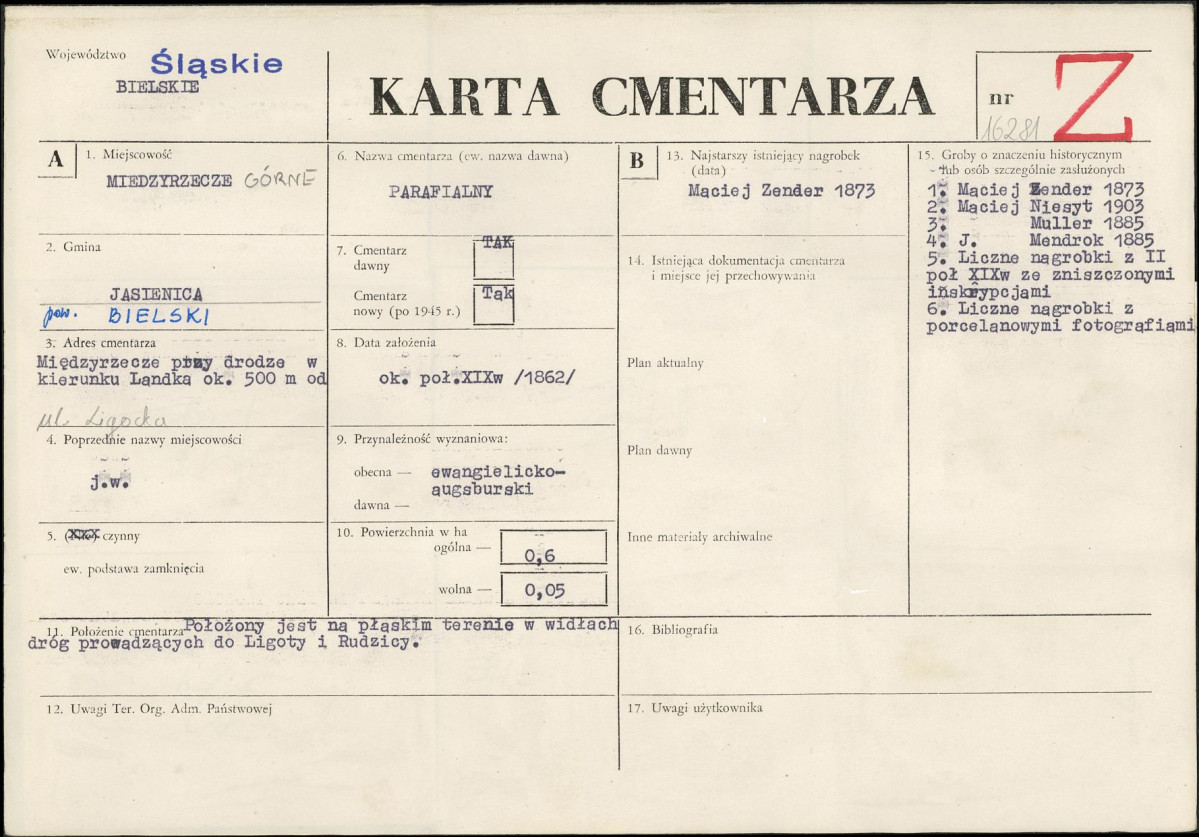 Województwo
Śląskie
BIELSKIE
KARTA CMENTARZA
nr
16281
Z
A
1. Miejscowość
MIEDZYRZECZE GÓRNE
2. Gmina
JASIENICA
pow. BIELSKI
3. Adres cmentarza
Międzyrzecze przy drodze w
kierunku Landka ok. 500 m od
ul Ligocka
4. Poprzednie nazwy miejscowości
j.w.
5. czynny
ew. podstawa zamknięcia
6. Nazwa cmentarza (ew. nazwa dawna)
PARAFIALNY
7. Cmentarz
dawny
TAK
Cmentarz
nowy (po 1945 r.)
Tak
8. Data założenia
ok. poł.XIXw /1862/
9. Przynależność wyznaniowa:
obecna — ewangielicko-
augsburski
dawna —
10. Powierzchnia w ha
ogólna — 0,6
wolna — 0,05
11. Położenie cmentarza Położony jest na płaskim terenie w widłach
dróg prowadzących do Ligoty i Rudzicy.
12. Uwagi Ter. Org. Adm. Państwowej
B
13. Najstarszy istniejący nagrobek
(data)
Maciej Zender 1873
14. Istniejąca dokumentacja cmentarza
i miejsce jej przechowywania
Plan aktualny
Plan dawny
Inne materiały archiwalne
15. Groby o znaczeniu historycznym
lub osób szczególnie zasłużonych
1. Maciej Zender 1873
2. Maciej Niesyt 1903
3. Muller 1885
4. J. Mendrok 1885
5. Liczne nagrobki z II
poł XIXw ze zniszczonymi
inskrypcjami
6. Liczne nagrobki z
porcelanowymi fotografiami
16. Bibliografia
17. Uwagi użytkownika